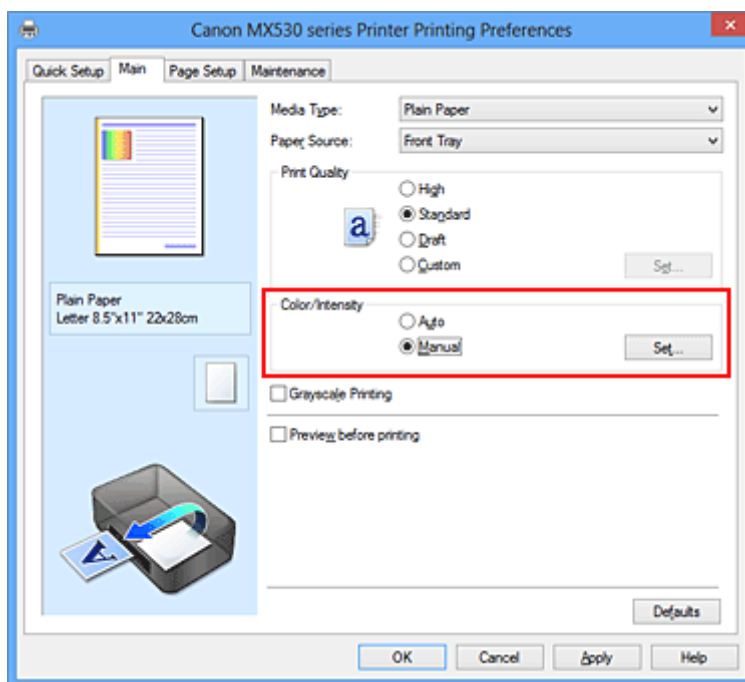 Canon MX530 series Printer Printing Preferences
Quick Setup Main Page Setup Maintenance
Media Type: Plain Paper
Paper Source: Front Tray
Print Quality
High
a Standard
Draft
Custom Set...
Plain Paper
Letter 8.5"x11" 22x28cm
Color/Intensity
Auto
Manual Set...
Grayscale Printing
Preview before printing
A
Defaults
OK Cancel Apply Help